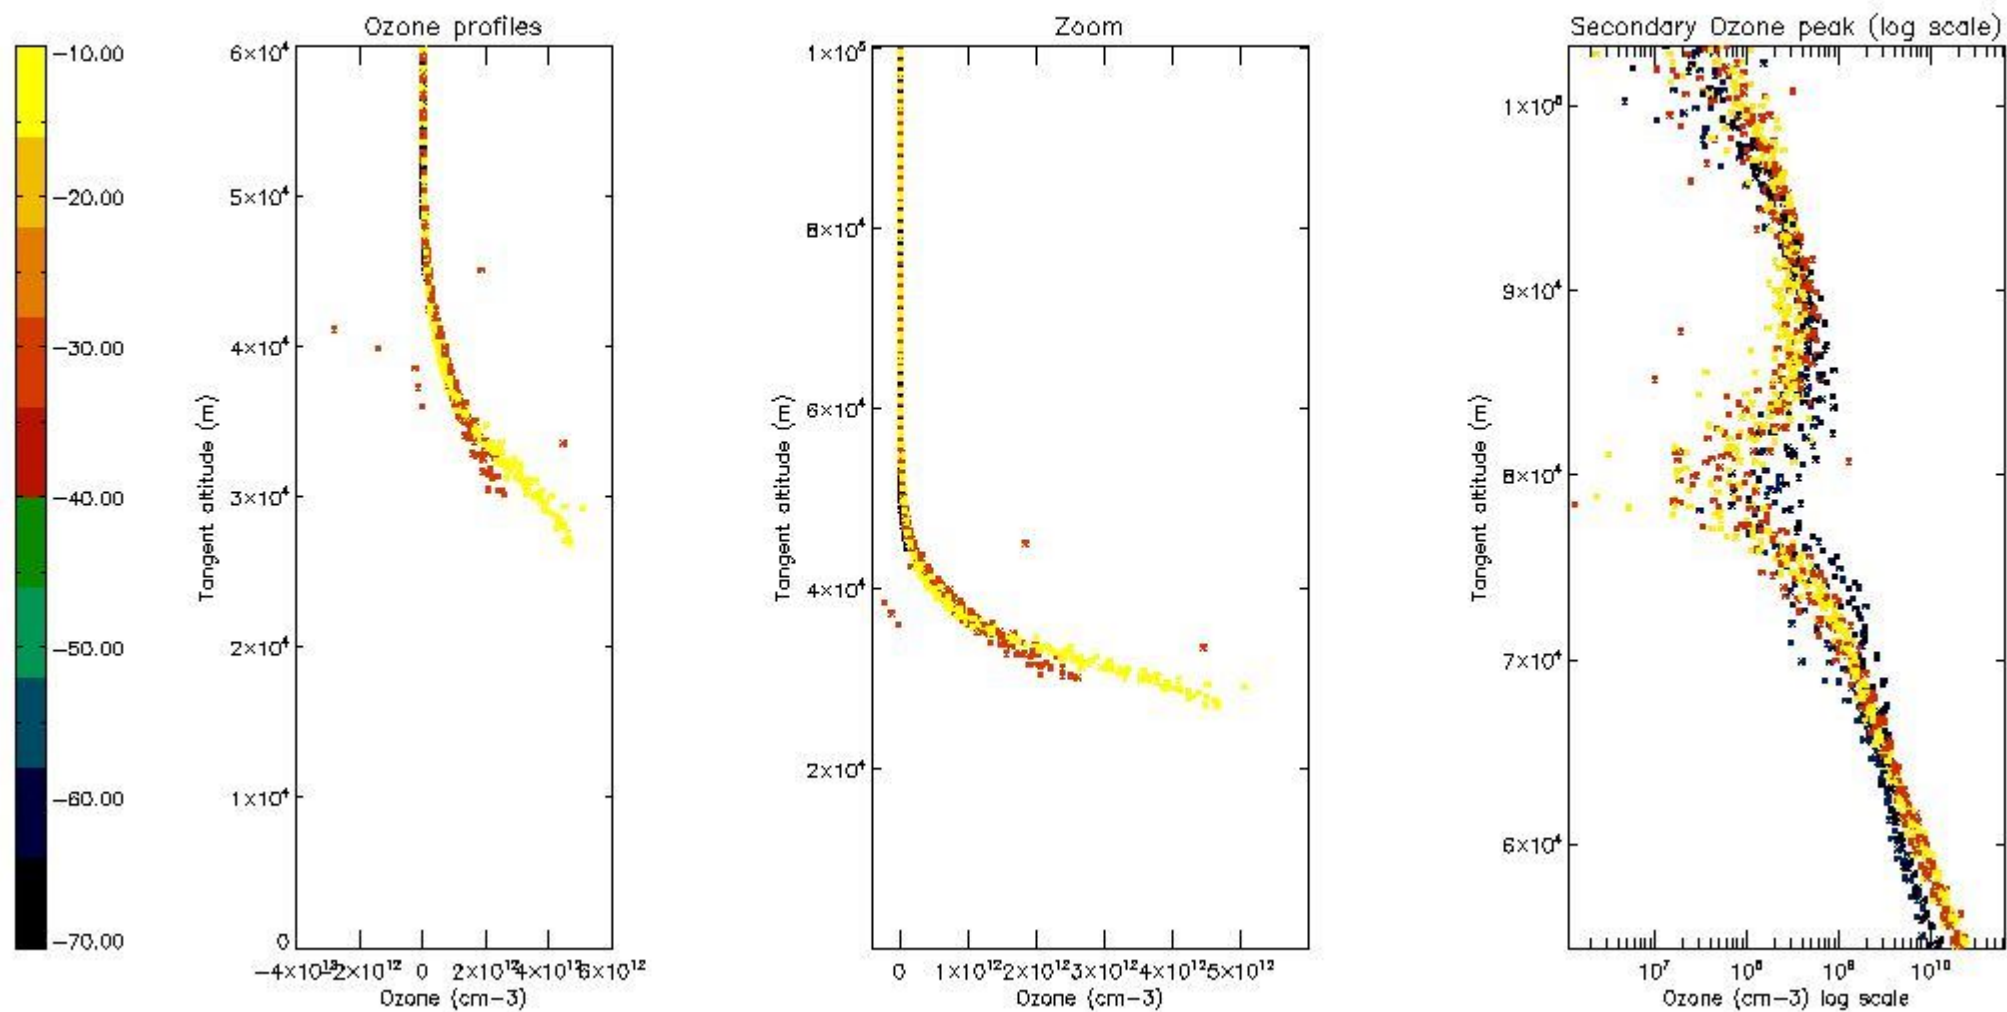 Ozone profiles
Zoom
Secondary Ozone peak (log scale)
-10.00
-20.00
-30.00
-40.00
-50.00
-60.00
-70.00
6×10⁴
5×10⁴
4×10⁴
3×10⁴
2×10⁴
1×10⁴
0
Tangent altitude (m)
-4×10¹² -2×10¹² 0 2×10¹² 4×10¹² 6×10¹²
Ozone (cm-3)
1×10⁵
8×10⁴
6×10⁴
4×10⁴
2×10⁴
Tangent altitude (m)
0 1×10¹² 2×10¹² 3×10¹² 4×10¹² 5×10¹²
Ozone (cm-3)
1×10⁵
9×10⁴
8×10⁴
7×10⁴
6×10⁴
Tangent altitude (m)
10⁷ 10⁸ 10⁹ 10¹⁰
Ozone (cm-3) log scale